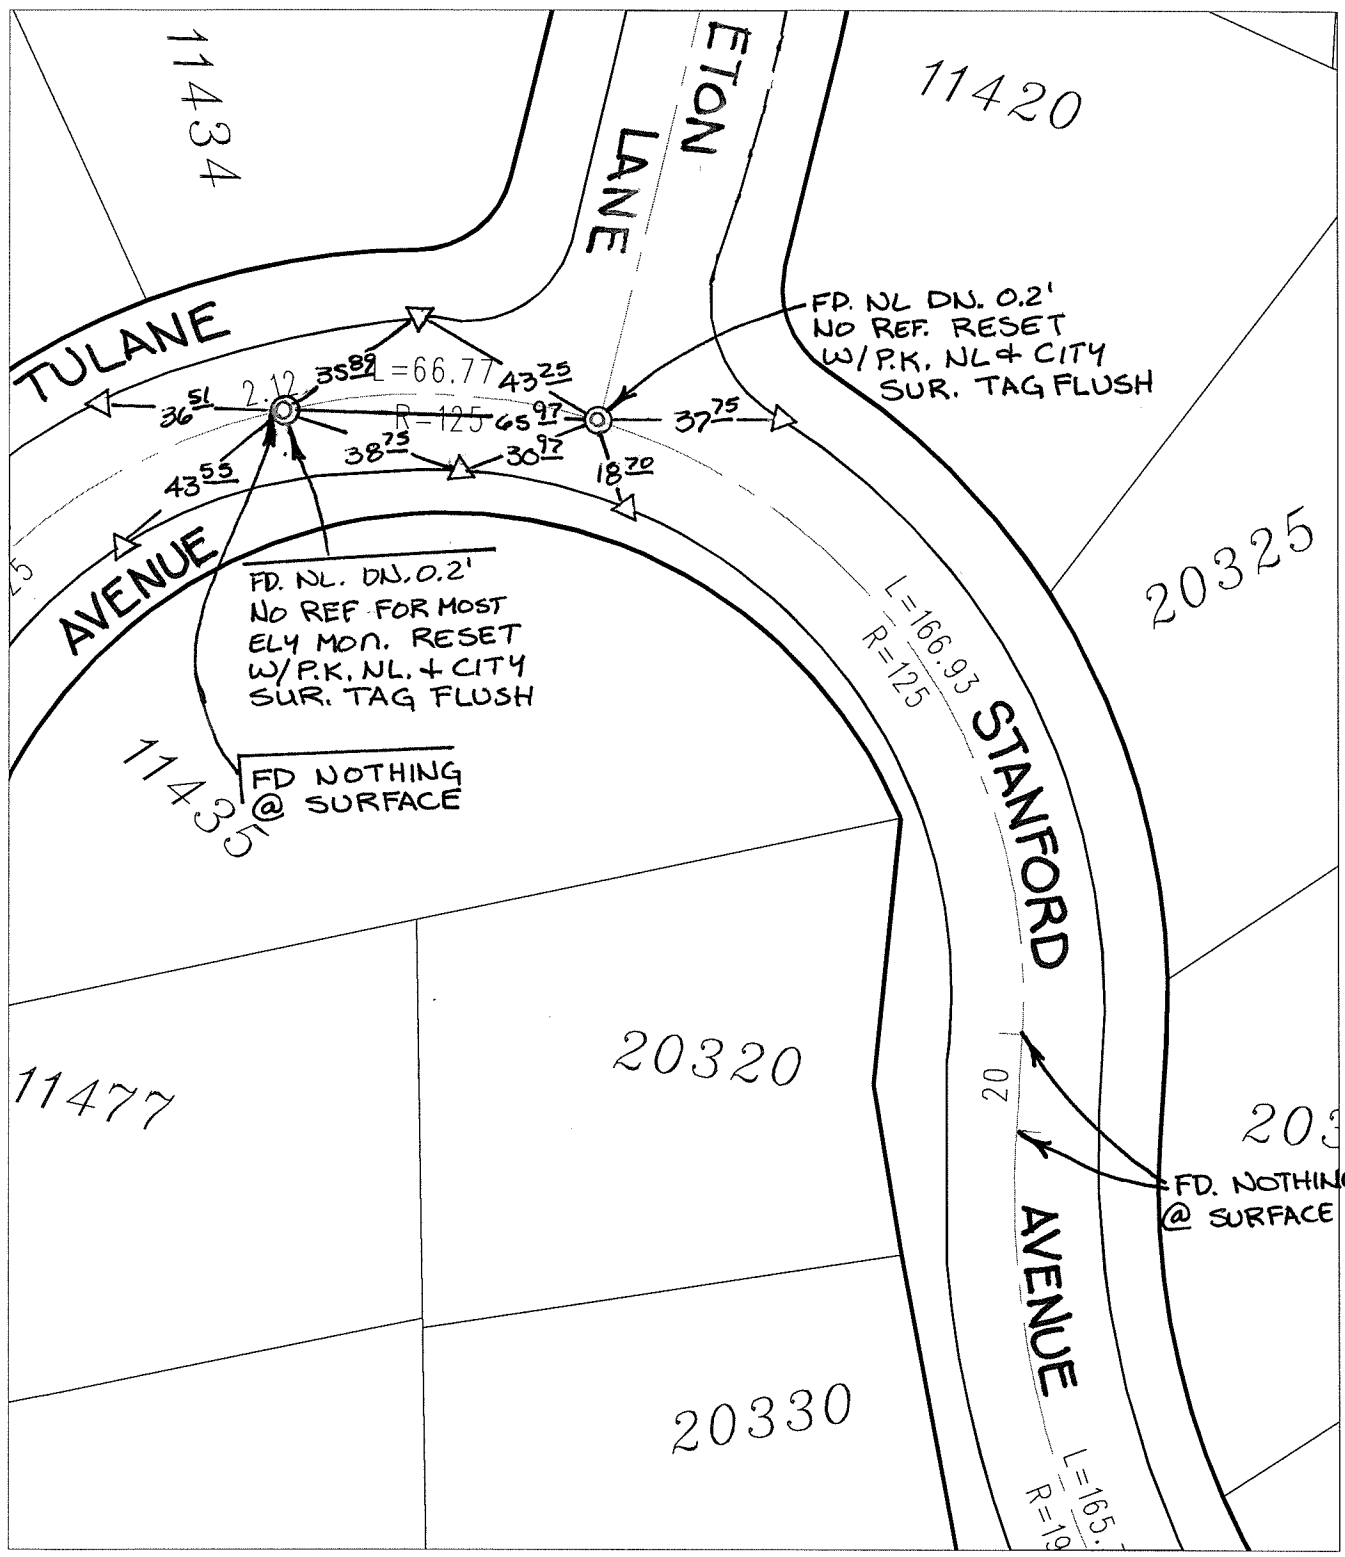 11434
ETON
LANE
11420
TULANE
FD. NL DN. 0.2'
NO REF. RESET
W/P.K. NL & CITY
SUR. TAG FLUSH
2.12
35 89
L=66.77
43 25
36 51
R=125
65 97
37 75
38 75
30 97
43 55
18 70
AVENUE
25
FD. NL. DN. 0.2'
NO REF FOR MOST
ELY MON. RESET
W/P.K. NL. & CITY
SUR. TAG FLUSH
20325
L=166.93
R=125
STANFORD
11435
FD NOTHING
@ SURFACE
20320
11477
20
203
FD. NOTHING
@ SURFACE
AVENUE
20330
L=165.
R=19